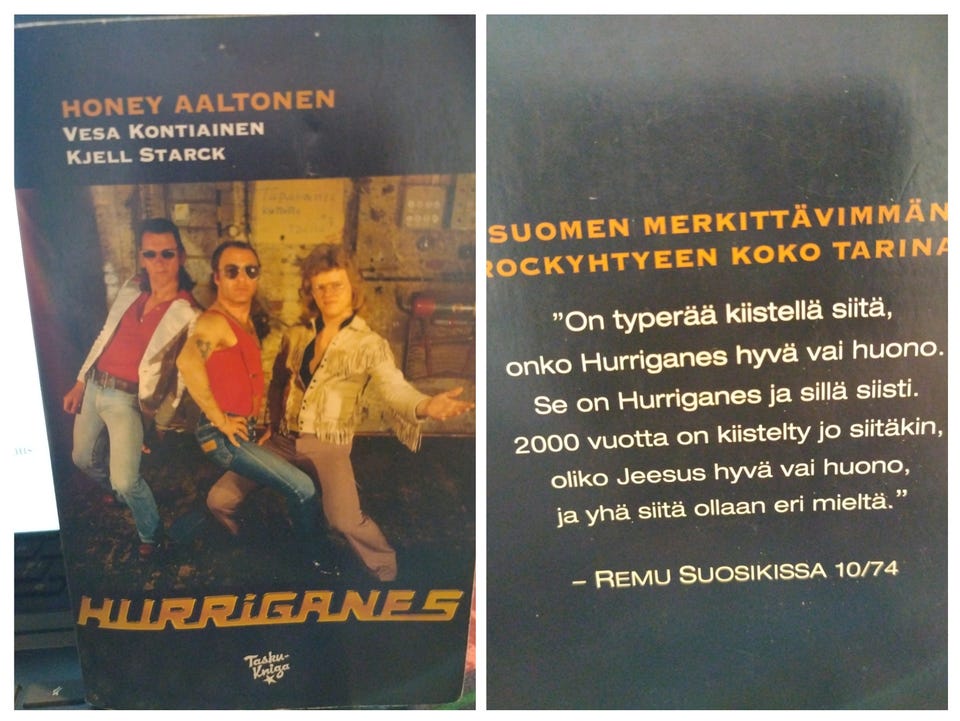 HONEY AALTONEN
VESA KONTIAINEN
KJELL STARCK
HURRiGANES
Tasku-
Kniga
SUOMEN MERKITTÄVIMMÄN
ROCKYHTYEEN KOKO TARINA
”On typerää kiistellä siitä,
onko Hurriganes hyvä vai huono.
Se on Hurriganes ja sillä siisti.
2000 vuotta on kiistelty jo siitäkin,
oliko Jeesus hyvä vai huono,
ja yhä siitä ollaan eri mieltä.”
– REMU SUOSIKISSA 10/74